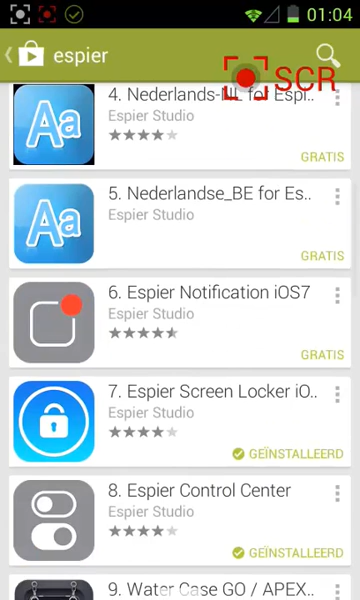 01:04
espier
SCR
4. Nederlands-NL for Espi..
Espier Studio
GRATIS
Aa
5. Nederlandse_BE for Es..
Espier Studio
GRATIS
Aa
6. Espier Notification iOS7
Espier Studio
GRATIS
7. Espier Screen Locker iO..
Espier Studio
GEÏNSTALLEERD
8. Espier Control Center
Espier Studio
GEÏNSTALLEERD
9. Water Case GO / APEX...